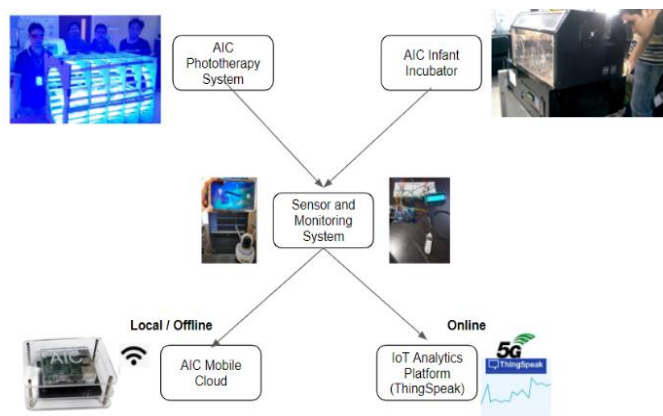 AIC
Phototherapy
System
AIC Infant
Incubator
Sensor and
Monitoring
System
Local / Offline
Online
AIC
AIC Mobile
Cloud
IoT Analytics
Platform
(ThingSpeak)
5G
ThingSpeak